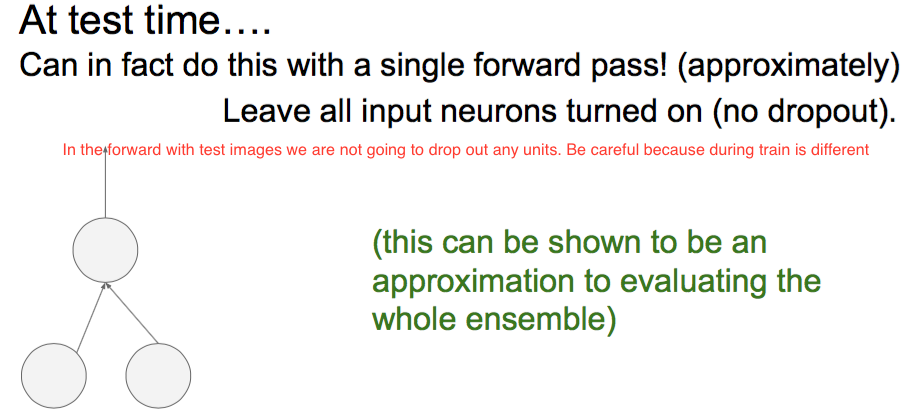 At test time....
Can in fact do this with a single forward pass! (approximately)
Leave all input neurons turned on (no dropout).
In the forward with test images we are not going to drop out any units. Be careful because during train is different
(this can be shown to be an
approximation to evaluating the
whole ensemble)